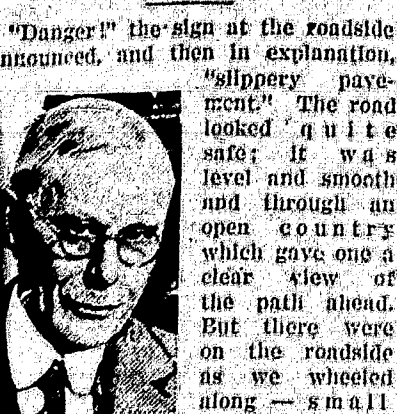 "Danger!" the sign at the roadside
nnounced, and then in explanation,
"slippery pave-
ment." The road
looked quite
safe; it was
level and smooth
and through an
open country
which gave one a
clear view of
the path ahead.
But there were
on the roadside
as we wheeled
along — small